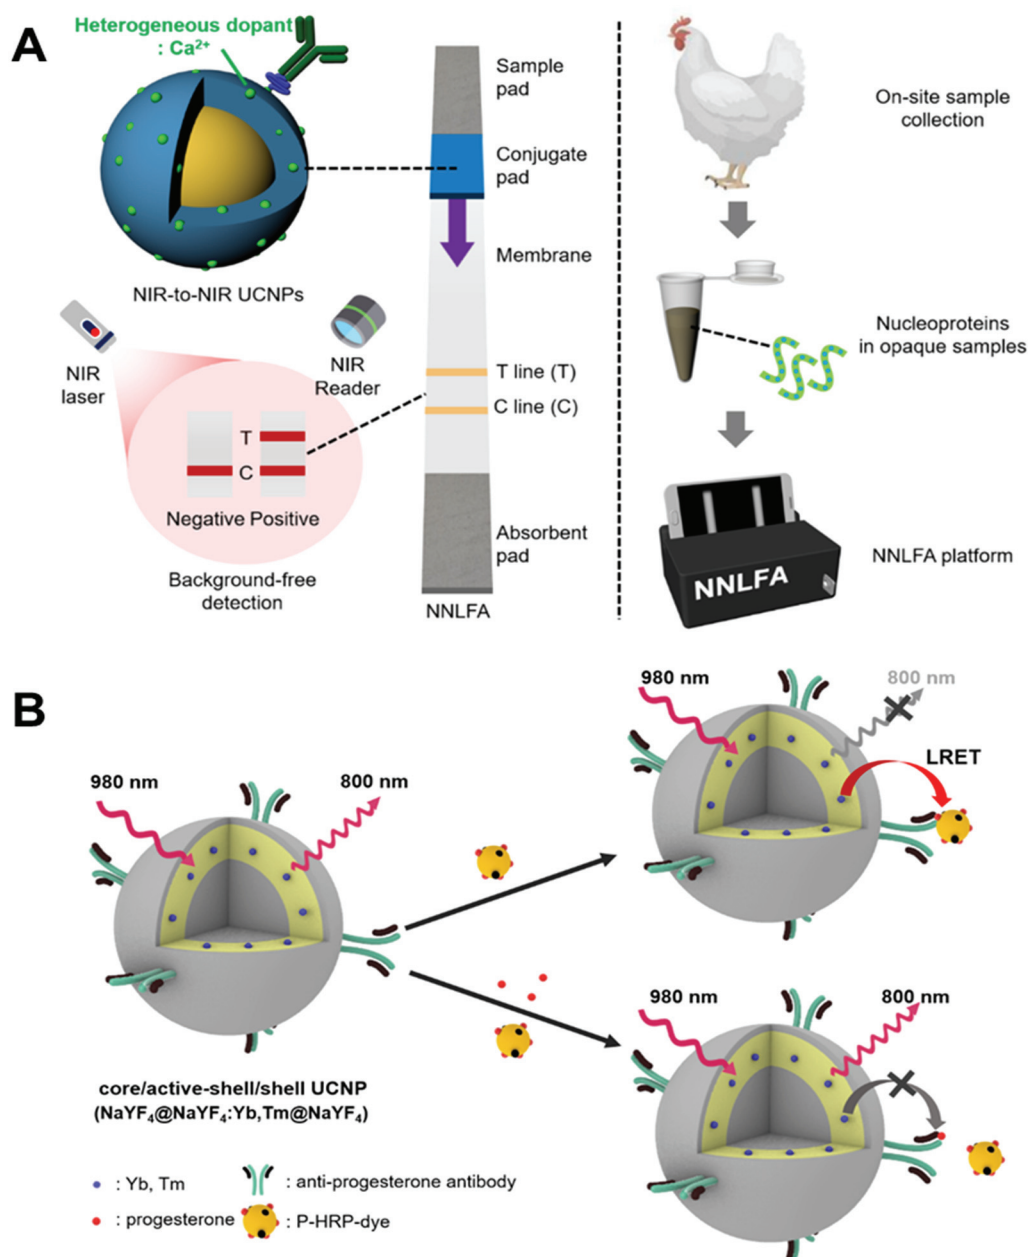 A
Heterogeneous dopant
: Ca²⁺
NIR-to-NIR UCNPs
NIR
laser
NIR
Reader
T
C
Negative Positive
Background-free
detection
Sample
pad
Conjugate
pad
Membrane
T line (T)
C line (C)
Absorbent
pad
NNLFA
On-site sample
collection
Nucleoproteins
in opaque samples
NNLFA
NNLFA platform
B
980 nm
800 nm
core/active-shell/shell UCNP
(NaYF₄@NaYF₄:Yb,Tm@NaYF₄)
: Yb, Tm
: anti-progesterone antibody
: progesterone
: P-HRP-dye
980 nm
800 nm
LRET
980 nm
800 nm